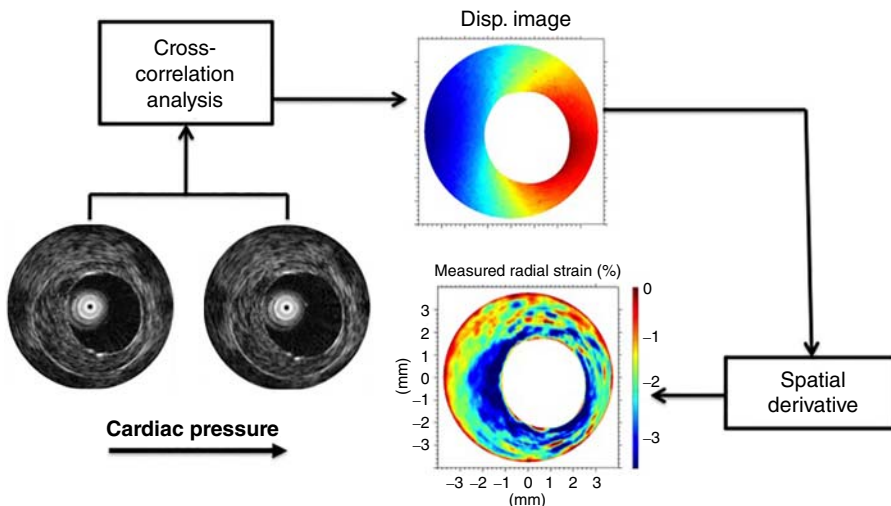 Cross-
correlation
analysis
Disp. image
Measured radial strain (%)
0
–1
–2
–3
3
2
1
0
–1
–2
–3
(mm)
–3 –2 –1 0 1 2 3
(mm)
Spatial
derivative
Cardiac pressure